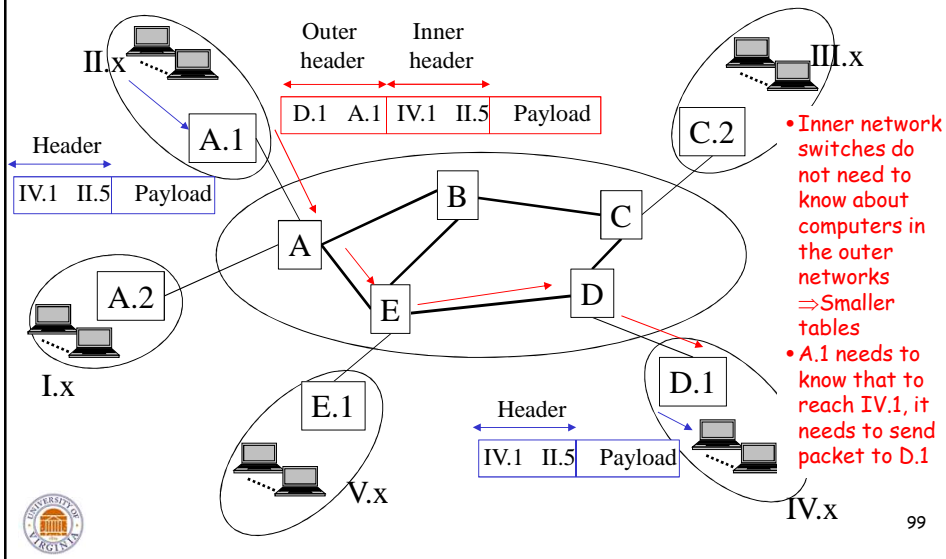 Outer header
Inner header
II.x
III.x
D.1 A.1 IV.1 II.5 Payload
A.1
C.2
Header
IV.1 II.5 Payload
B
C
A
A.2
E
D
I.x
E.1
D.1
Header
IV.1 II.5 Payload
V.x
IV.x
• Inner network
switches do
not need to
know about
computers in
the outer
networks
⇒Smaller
tables
• A.1 needs to
know that to
reach IV.1, it
needs to send
packet to D.1
UNIVERSITY OF VIRGINIA
99